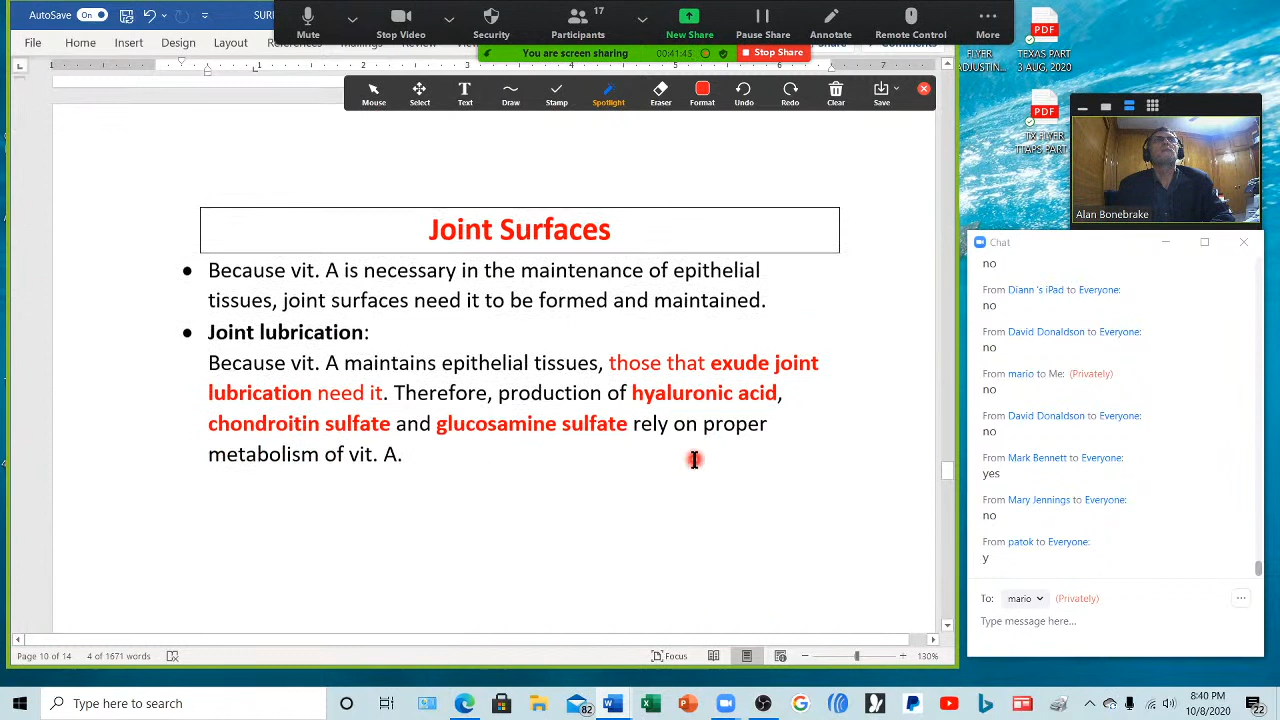 AutoSave On
17
Mute Stop Video Security Participants New Share Pause Share Annotate Remote Control More
File Home Insert Design Layout
You are screen sharing 00:41:45 Stop Share
Mouse Select Text Draw Stamp Spotlight Eraser Format Undo Redo Clear Save
TEXAS PART
3 AUG, 2020
FLYER
PDF
PDF
Alan Bonebrake
Joint Surfaces
● Because vit. A is necessary in the maintenance of epithelial
tissues, joint surfaces need it to be formed and maintained.
● Joint lubrication:
Because vit. A maintains epithelial tissues, those that exude joint
lubrication need it. Therefore, production of hyaluronic acid,
chondroitin sulfate and glucosamine sulfate rely on proper
metabolism of vit. A.
Chat
no
From Diann 's iPad to Everyone:
no
From David Donaldson to Everyone:
no
From mario to Me: (Privately)
no
From David Donaldson to Everyone:
no
From Mark Bennett to Everyone:
yes
From Mary Jennings to Everyone:
no
From patok to Everyone:
y
To: mario (Privately)
Type message here...
Page 10 of 14 4 of 1671 words Focus 130%
Type here to search
82
8:40 PM
10/8/2020
22